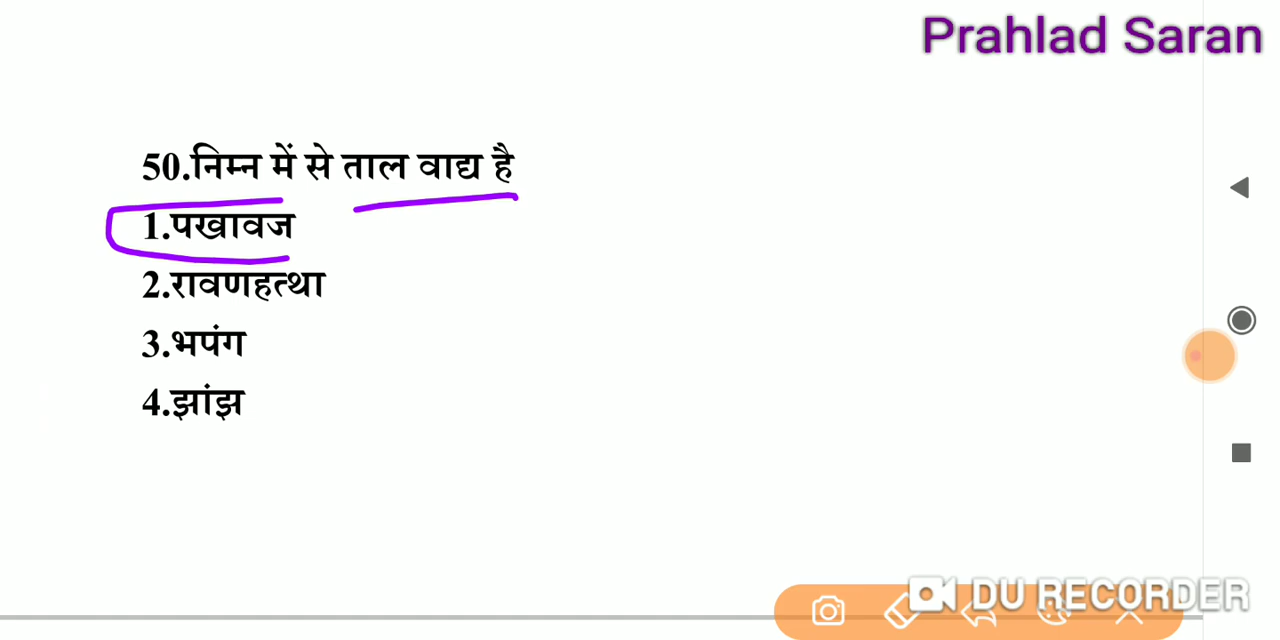 Prahlad Saran
50.निम्न में से ताल वाद्य है
1.पखावज
2.रावणहत्था
3.भपंग
4.झांझ
DU RECORDER